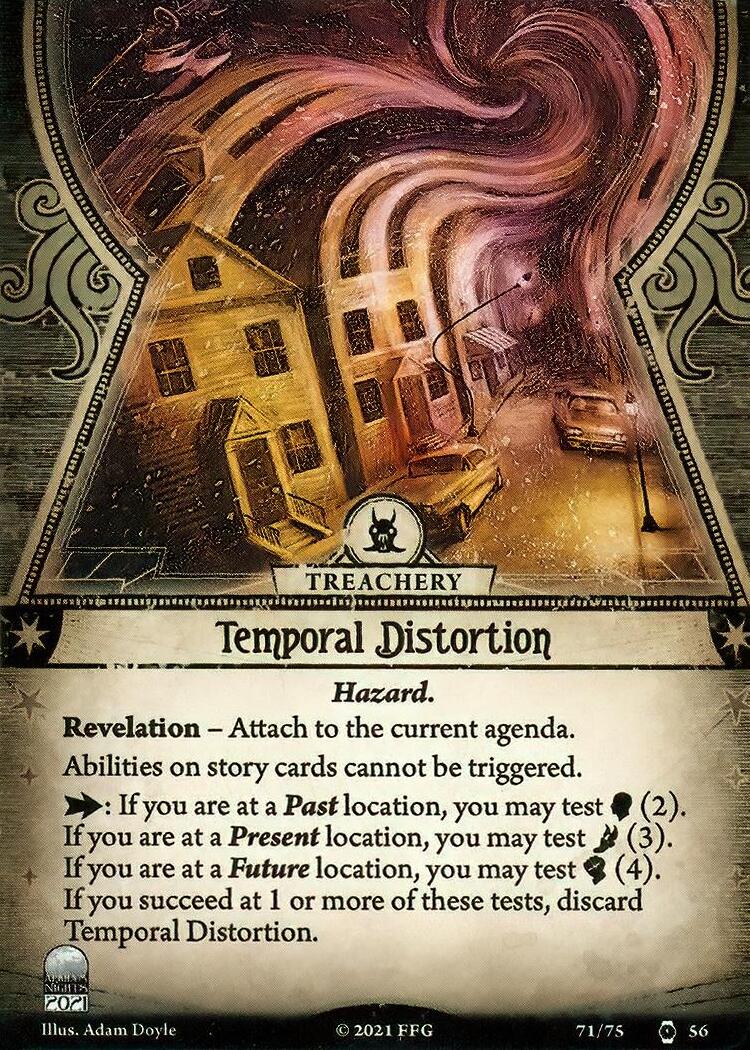 TREACHERY
Temporal Distortion
Hazard.
Revelation – Attach to the current agenda.
Abilities on story cards cannot be triggered.
: If you are at a Past location, you may test (2).
If you are at a Present location, you may test (3).
If you are at a Future location, you may test (4).
If you succeed at 1 or more of these tests, discard
Temporal Distortion.
ARKHAM
NIGHTS
2021
Illus. Adam Doyle
© 2021 FFG
71/75
56